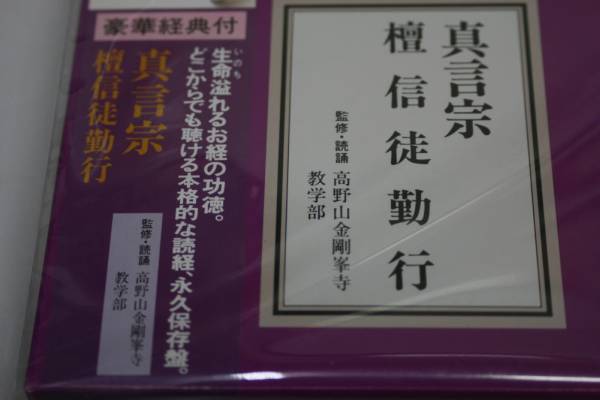 豪華経典付
真言宗
檀信徒勤行
生命溢れるお経の功徳。
いのち
どこからでも聴ける本格的な読経、永久保存盤。
監修・読誦 高野山金剛峯寺
教学部
真言宗
檀信徒勤行
監修・読誦 高野山金剛峯寺
教学部